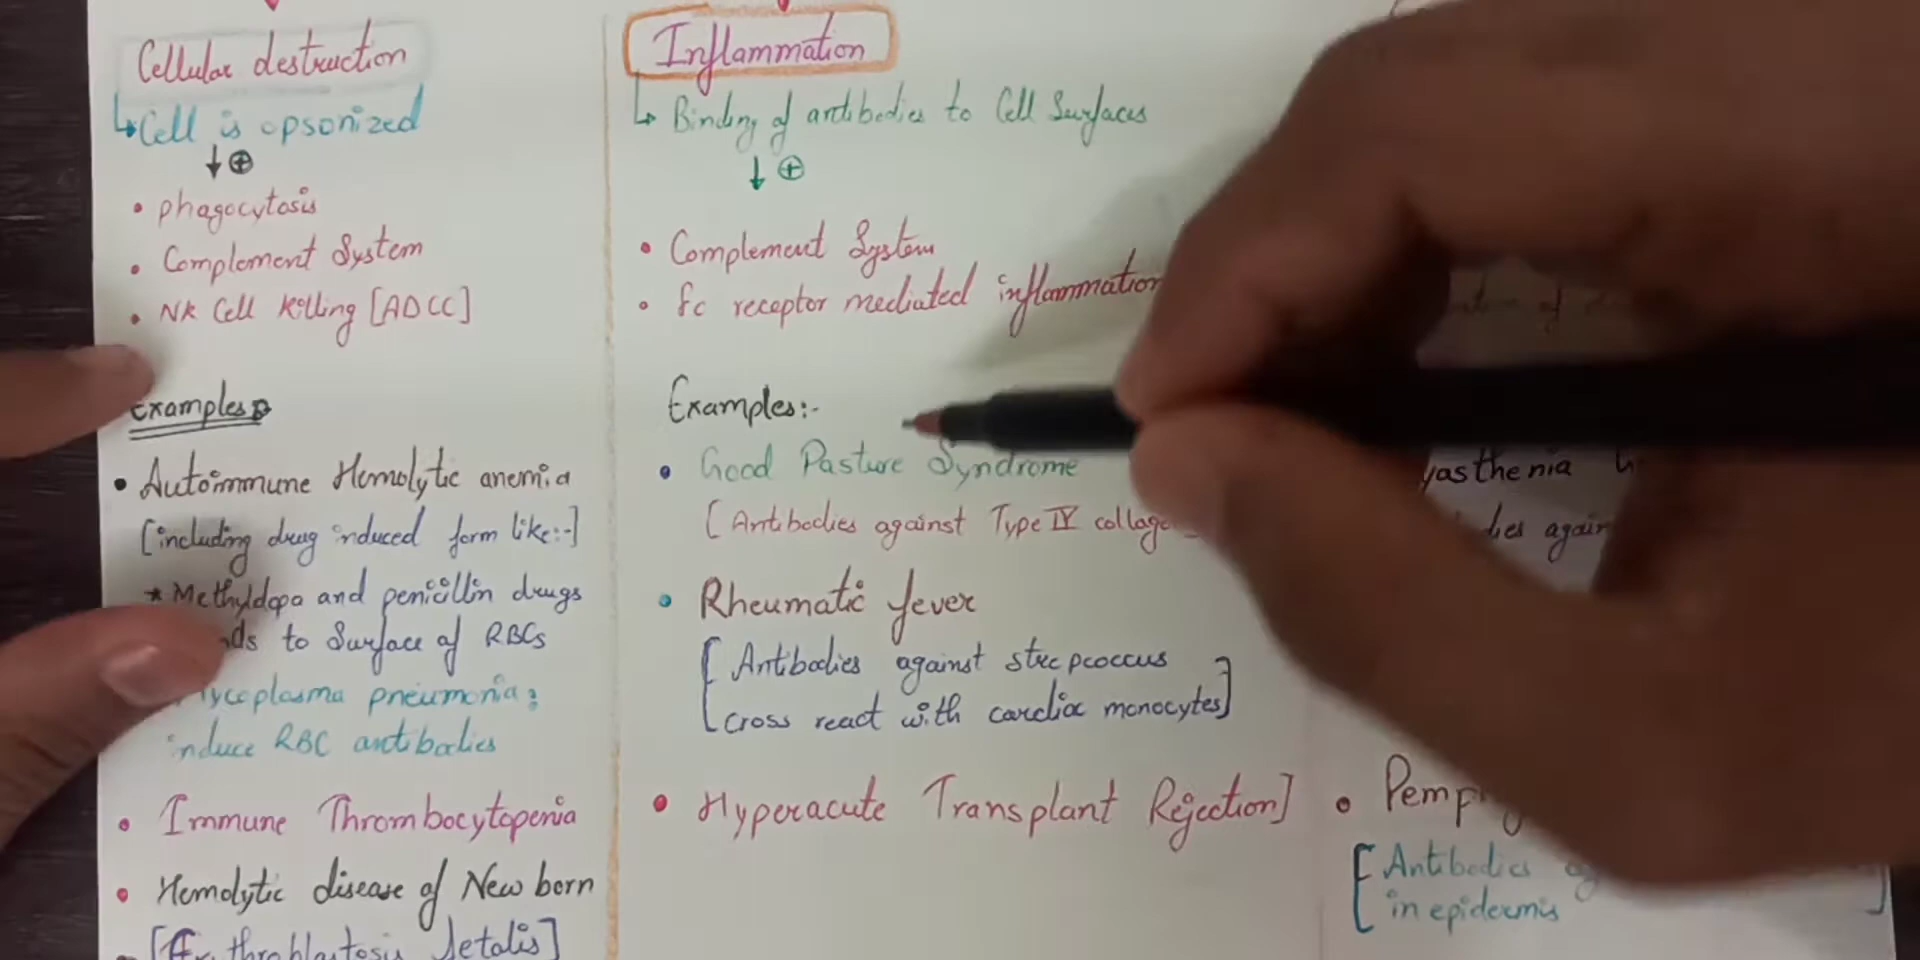 Cellular destruction
↳ Cell is opsonized
↓ ⊕
• phagocytosis
• Complement System
• NK Cell killing [ADCC]
Examples
• Autoimmune Hemolytic anemia
[including drug induced form like:-]
* Methyldopa and penicillin drugs
to Surface of RBCs
pneumonia:
induce RBC antibodies
• Immune Thrombocytopenia
• Hemolytic disease of New born
Inflammation
↳ Binding of antibodies to Cell Surfaces
↓ ⊕
• Complement System
• Fc receptor mediated inflammation
Examples:-
• Good Pasture Syndrome
[Antibodies against Type IV
• Rheumatic fever
[Antibodies against strepcoccus
cross react with cardiac monocytes]
• Hyperacute Transplant Rejection]
[Antibodies
in epidermis